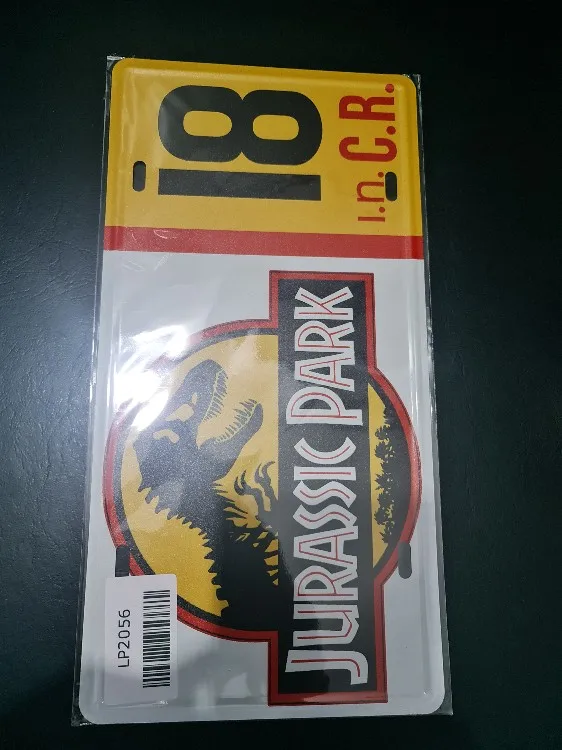 JURASSIC PARK
18
I.n.C.R.
LP2056